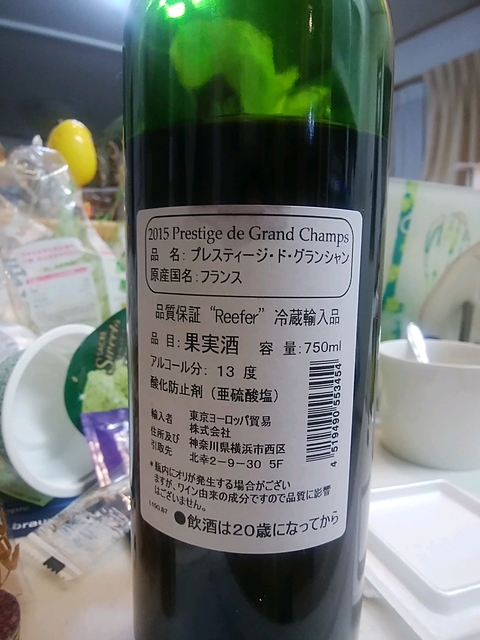 2015 Prestige de Grand Champs
品　名：プレスティージ・ド・グランシャン
原産国名：フランス
品質保証 “Reefer” 冷蔵輸入品
品 目：果実酒　容 量：750ml
アルコール分：13 度
酸化防止剤（亜硫酸塩）
輸入者　東京ヨーロッパ貿易
株式会社
住所及び　神奈川県横浜市西区
引取先　北幸2－9－30 5F
4 519490 553454
＊瓶内にオリが発生する場合がござい
ますが、ワイン由来の成分ですので品質に影響
はございません。
●飲酒は20歳になってから